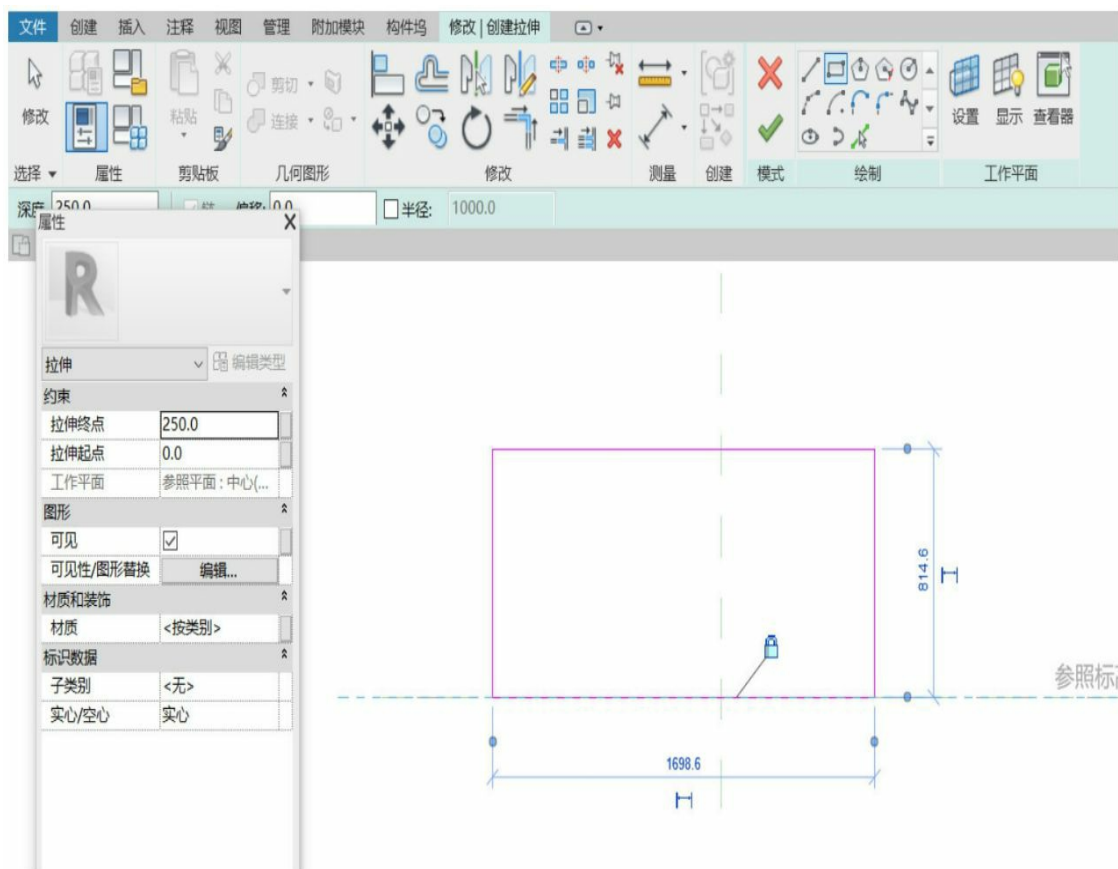 文件 创建 插入 注释 视图 管理 附加模块 构件坞 修改 | 创建拉伸
修改 粘贴 剪切 连接 设置 显示 查看器
选择 属性 剪贴板 几何图形 修改 测量 创建 模式 绘制 工作平面
深度 250.0 链 偏移: 0.0 半径: 1000.0
属性 X
R
拉伸 编辑类型
约束
拉伸终点 250.0
拉伸起点 0.0
工作平面 参照平面 : 中心(...
图形
可见
可见性/图形替换 编辑...
材质和装饰
材质 <按类别>
标识数据
子类别 <无>
实心/空心 实心
814.6
参照标高
1698.6